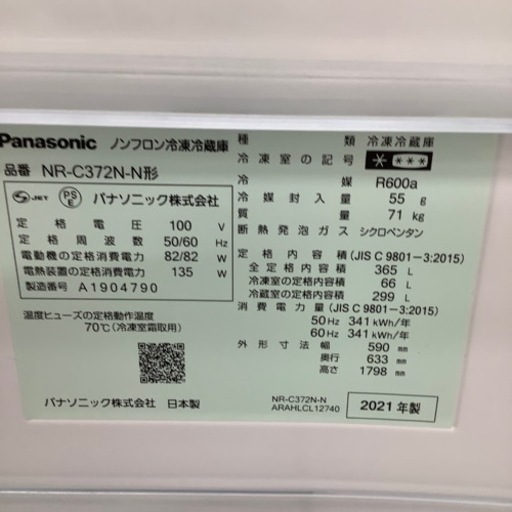 Panasonic ノンフロン冷凍冷蔵庫
品番 NR-C372N-N形
JET PS E パナソニック株式会社
定格電圧 100 V
定格周波数 50/60 Hz
電動機の定格消費電力 82/82 W
電熱装置の定格消費電力 135 W
製造番号 A1904790
温度ヒューズの定格動作温度
70℃(冷凍室霜取用)
パナソニック株式会社 日本製
種類 冷凍冷蔵庫
冷凍室の記号
冷媒 R600a
冷媒封入量 55 g
質量 71 kg
断熱発泡ガス シクロペンタン
定格内容積 (JIS C 9801-3:2015)
全定格内容積 365 L
冷凍室の定格内容積 66 L
冷蔵室の定格内容積 299 L
消費電力量 (JIS C 9801-3:2015)
50 Hz 341 kWh/年
60 Hz 341 kWh/年
外形寸法 幅 590 mm
奥行 633 mm
高さ 1798 mm
NR-C372N-N
ARAHLCL12740
2021年製